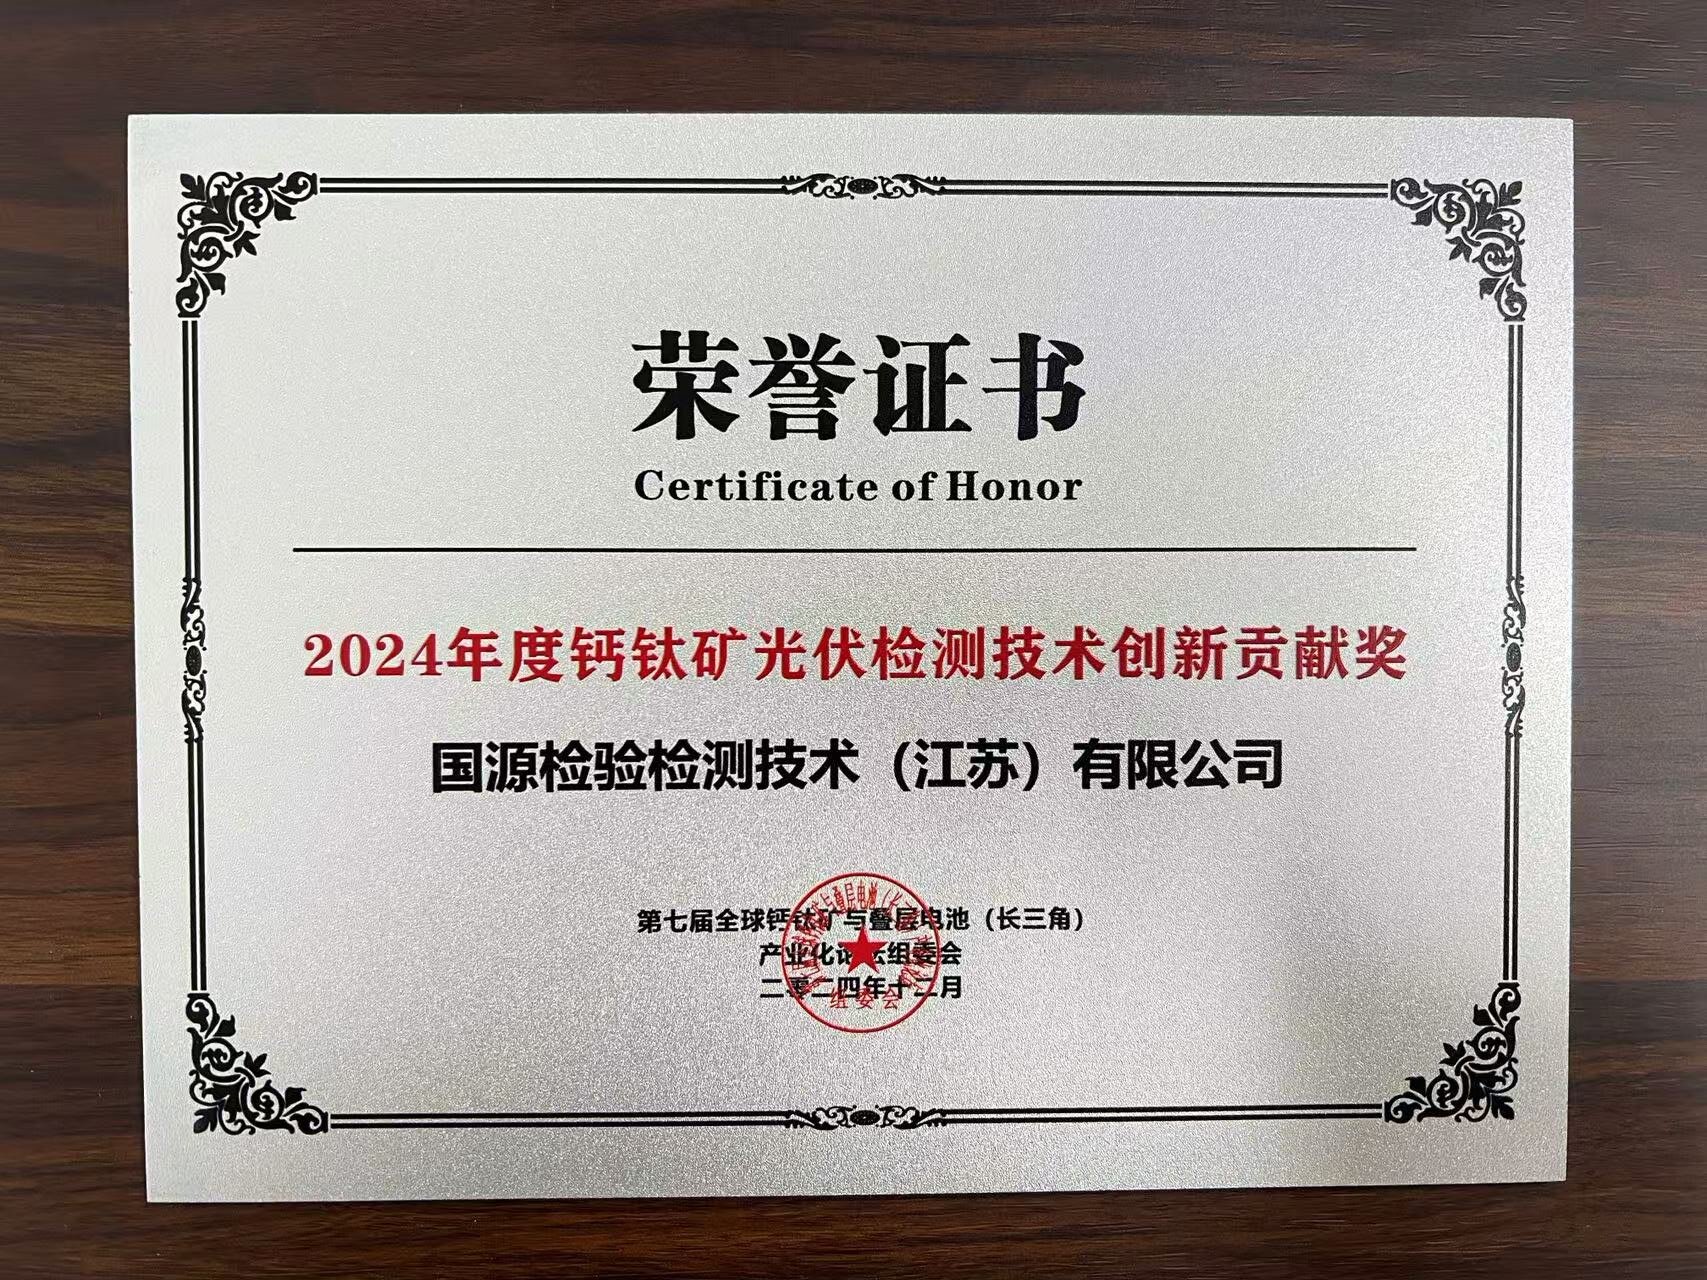 荣誉证书
Certificate of Honor
2024年度钙钛矿光伏检测技术创新贡献奖
国源检验检测技术（江苏）有限公司
第七届全球钙钛矿与叠层电池（长三角）
产业化论坛组委会
二零二四年十二月
组委会